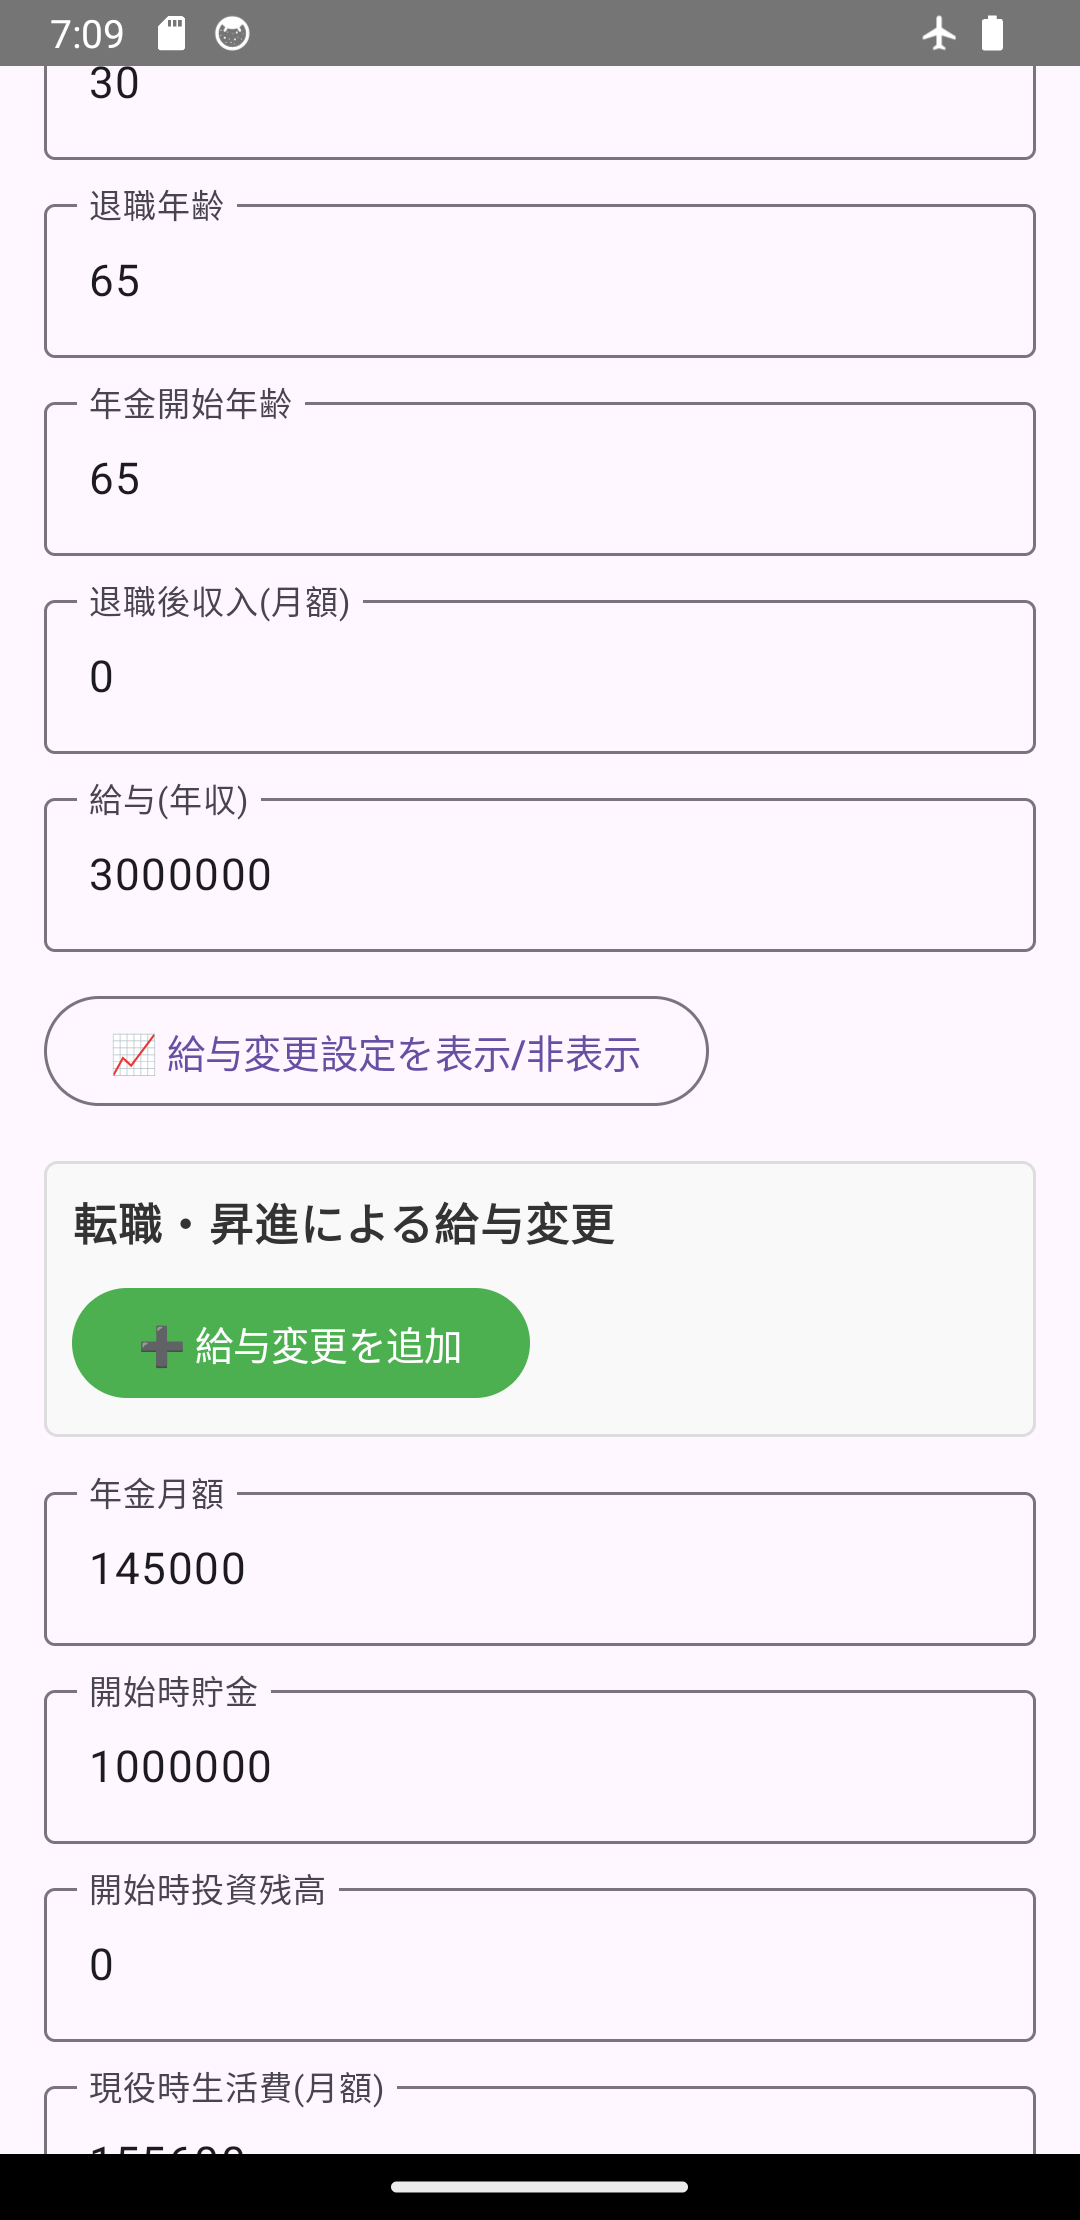 7:09
30
退職年齢
65
年金開始年齢
65
退職後収入(月額)
0
給与(年収)
3000000
📈 給与変更設定を表示/非表示
転職・昇進による給与変更
➕ 給与変更を追加
年金月額
145000
開始時貯金
1000000
開始時投資残高
0
現役時生活費(月額)